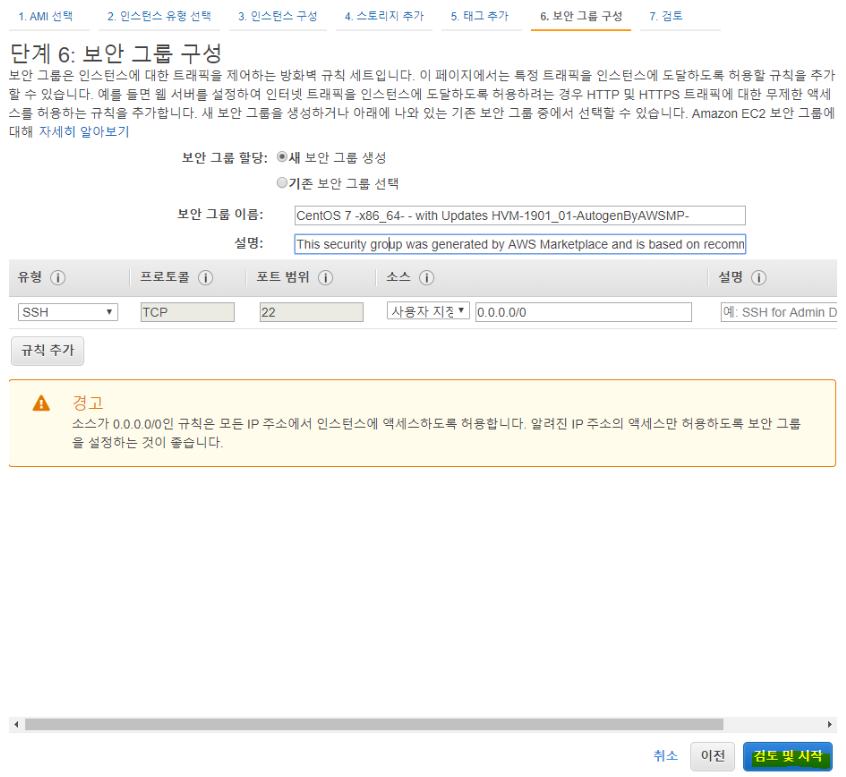 1. AMI 선택 2. 인스턴스 유형 선택 3. 인스턴스 구성 4. 스토리지 추가 5. 태그 추가 6. 보안 그룹 구성 7. 검토
단계 6: 보안 그룹 구성
보안 그룹은 인스턴스에 대한 트래픽을 제어하는 방화벽 규칙 세트입니다. 이 페이지에서는 특정 트래픽을 인스턴스에 도달하도록 허용할 규칙을 추가
할 수 있습니다. 예를 들면 웹 서버를 설정하여 인터넷 트래픽을 인스턴스에 도달하도록 허용하려는 경우 HTTP 및 HTTPS 트래픽에 대한 무제한 액세
스를 허용하는 규칙을 추가합니다. 새 보안 그룹을 생성하거나 아래에 나와 있는 기존 보안 그룹 중에서 선택할 수 있습니다. Amazon EC2 보안 그룹에
대해 자세히 알아보기
보안 그룹 할당: 새 보안 그룹 생성
기존 보안 그룹 선택
보안 그룹 이름: CentOS 7 -x86_64- - with Updates HVM-1901_01-AutogenByAWSMP-
설명: This security group was generated by AWS Marketplace and is based on recomm
유형 프로토콜 포트 범위 소스 설명
SSH TCP 22 사용자 지정 0.0.0.0/0 예: SSH for Admin D
규칙 추가
경고
소스가 0.0.0.0/0인 규칙은 모든 IP 주소에서 인스턴스에 액세스하도록 허용합니다. 알려진 IP 주소의 액세스만 허용하도록 보안 그룹
을 설정하는 것이 좋습니다.
취소 이전 검토 및 시작